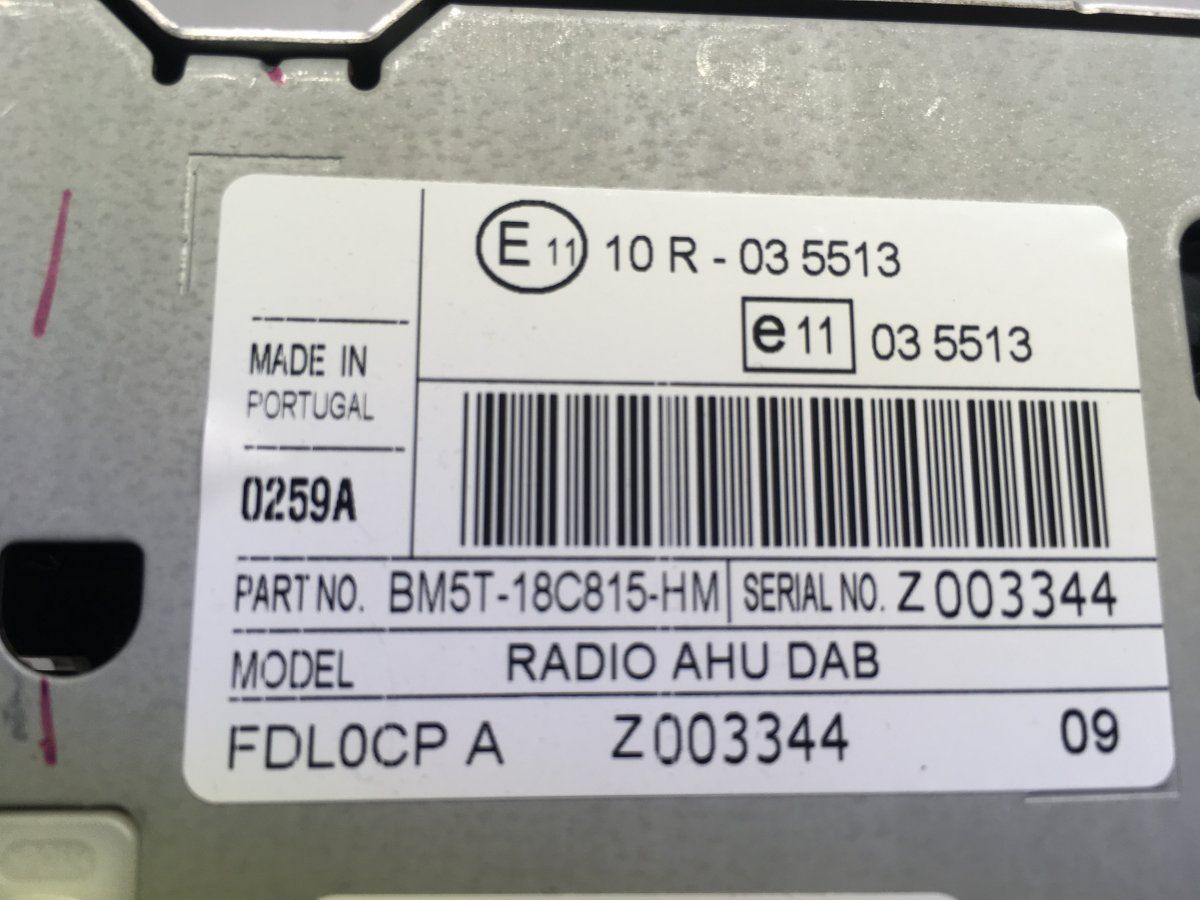 E 11 10 R - 03 5513
e 11 03 5513
MADE IN
PORTUGAL
0259A
PART NO. BM5T-18C815-HM SERIAL NO. Z003344
MODEL RADIO AHU DAB
FDL0CP A Z003344 09